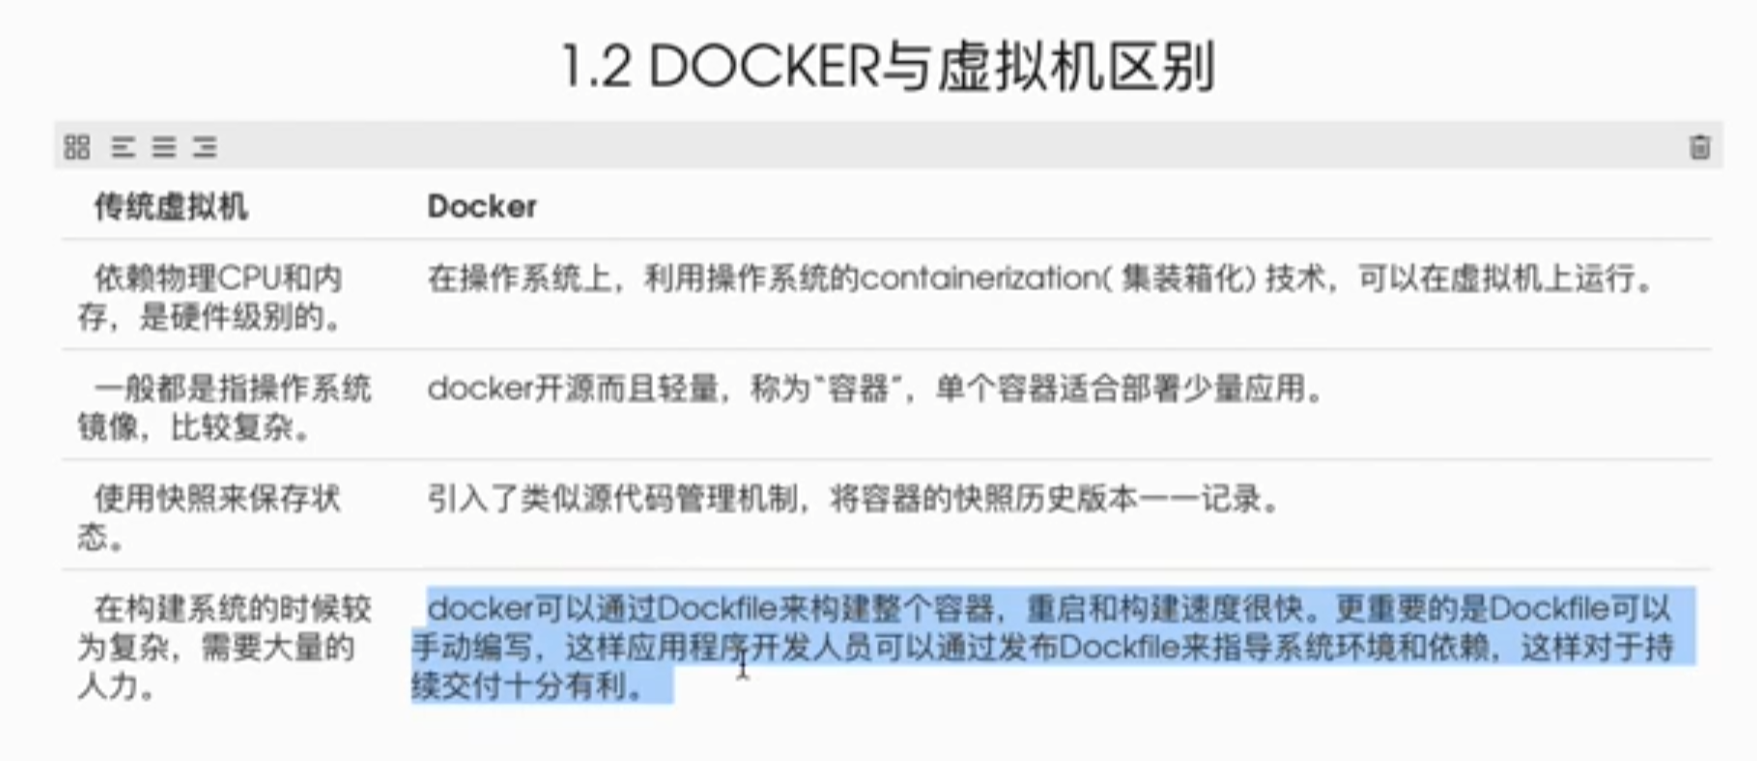 1.2 DOCKER与虚拟机区别
传统虚拟机
Docker
依赖物理CPU和内
存，是硬件级别的。
在操作系统上，利用操作系统的containerization( 集装箱化) 技术，可以在虚拟机上运行。
一般都是指操作系统
镜像，比较复杂。
docker开源而且轻量，称为“容器”，单个容器适合部署少量应用。
使用快照来保存状
态。
引入了类似源代码管理机制，将容器的快照历史版本一一记录。
在构建系统的时候较
为复杂，需要大量的
人力。
docker可以通过Dockfile来构建整个容器，重启和构建速度很快。更重要的是Dockfile可以
手动编写，这样应用程序开发人员可以通过发布Dockfile来指导系统环境和依赖，这样对于持
续交付十分有利。